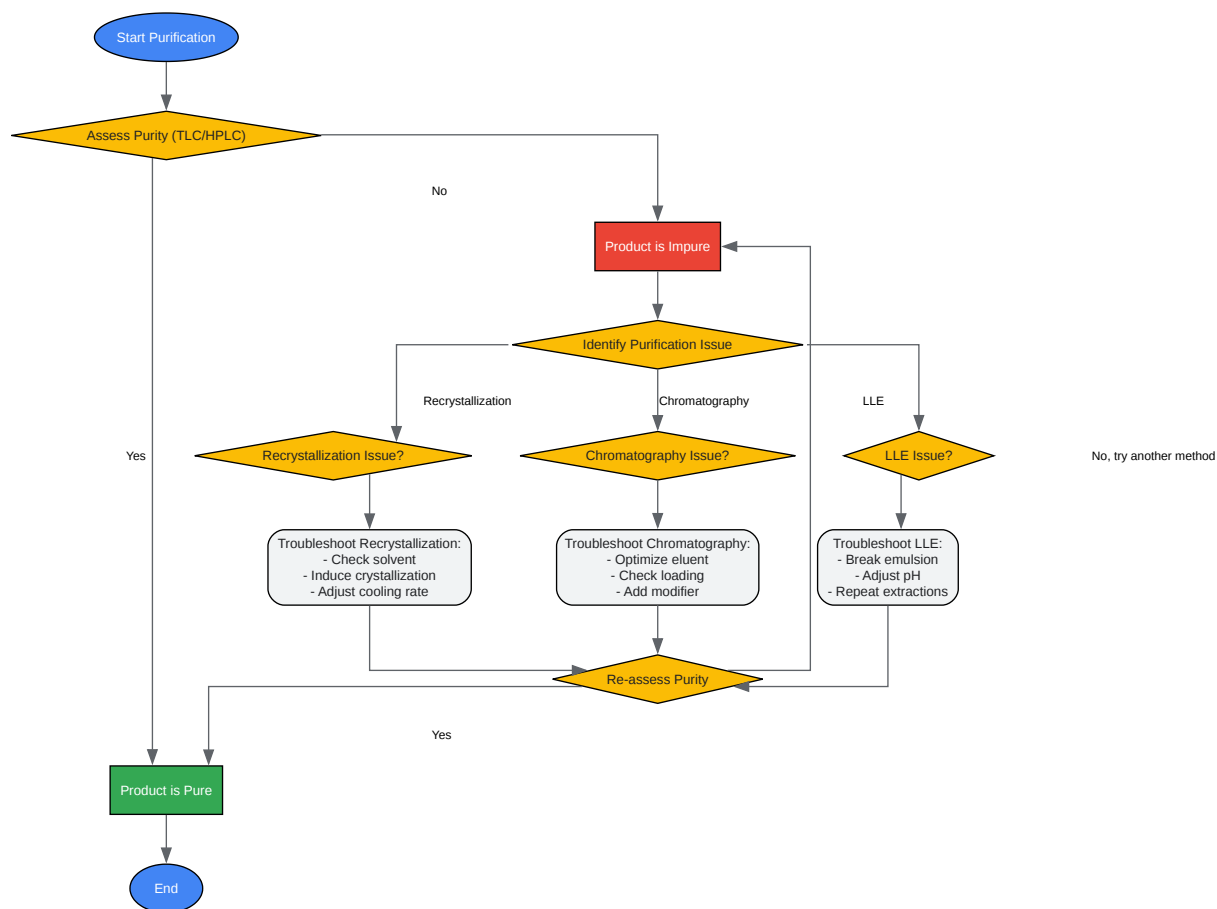 Start Purification
Assess Purity (TLC/HPLC)
No
Product is Impure
Identify Purification Issue
Recrystallization
Chromatography
LLE
Yes
Recrystallization Issue?
Chromatography Issue?
LLE Issue?
No, try another method
Troubleshoot Recrystallization:
- Check solvent
- Induce crystallization
- Adjust cooling rate
Troubleshoot Chromatography:
- Optimize eluent
- Check loading
- Add modifier
Troubleshoot LLE:
- Break emulsion
- Adjust pH
- Repeat extractions
Re-assess Purity
Yes
Product is Pure
End